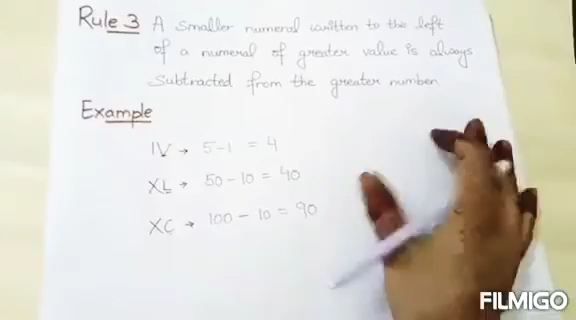 Rule 3 A smaller numeral written to the left
of a numeral of greater value is always
subtracted from the greater number
Example
IV → 5-1 = 4
XL → 50-10 = 40
XC → 100-10 = 90
FILMIGO